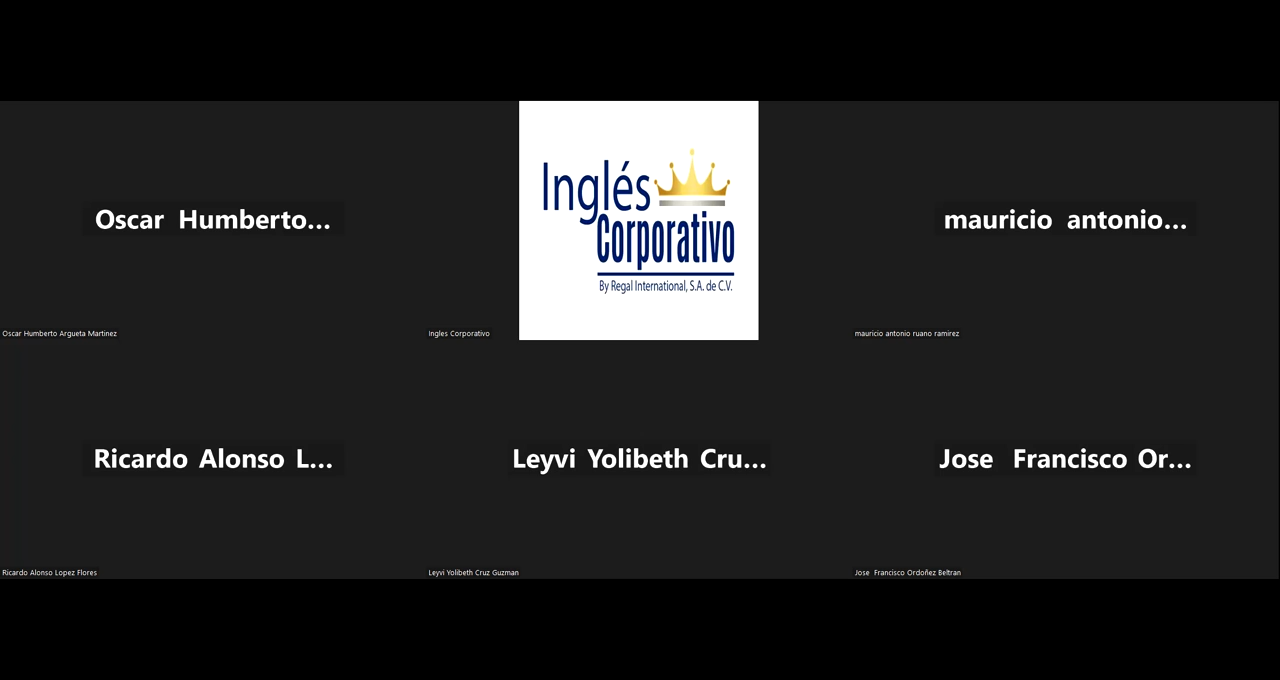 Oscar Humberto...
Oscar Humberto Argueta Martinez
Inglés
Corporativo
By Regal International, S.A. de C.V.
Ingles Corporativo
mauricio antonio...
mauricio antonio ruano ramirez
Ricardo Alonso L...
Ricardo Alonso Lopez Flores
Leyvi Yolibeth Cru...
Leyvi Yolibeth Cruz Guzman
Jose Francisco Or...
Jose Francisco Ordoñez Beltran